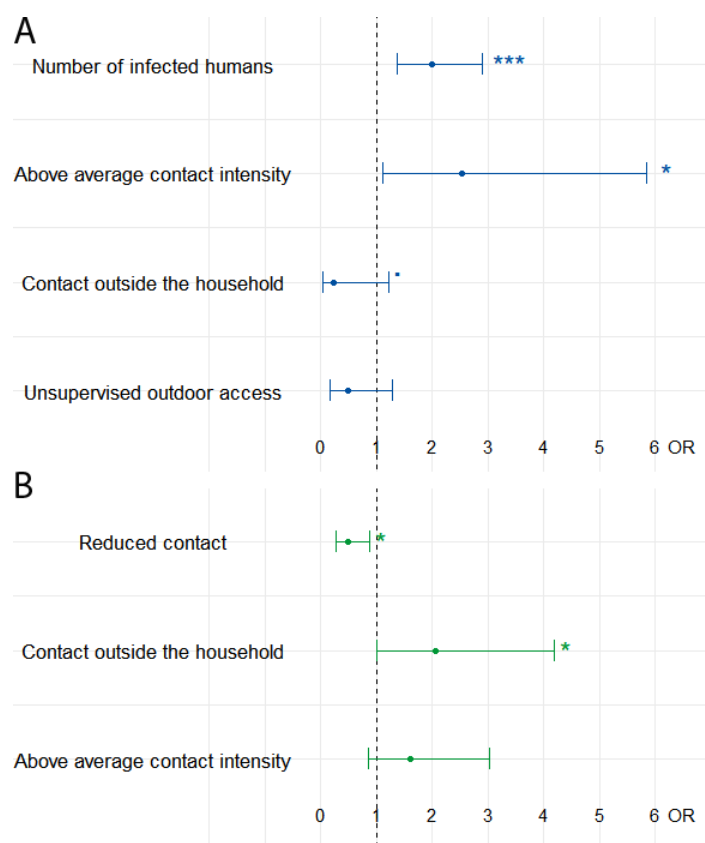 A
Number of infected humans ***
Above average contact intensity *
Contact outside the household .
Unsupervised outdoor access
0 1 2 3 4 5 6 OR
B
Reduced contact *
Contact outside the household *
Above average contact intensity
0 1 2 3 4 5 6 OR